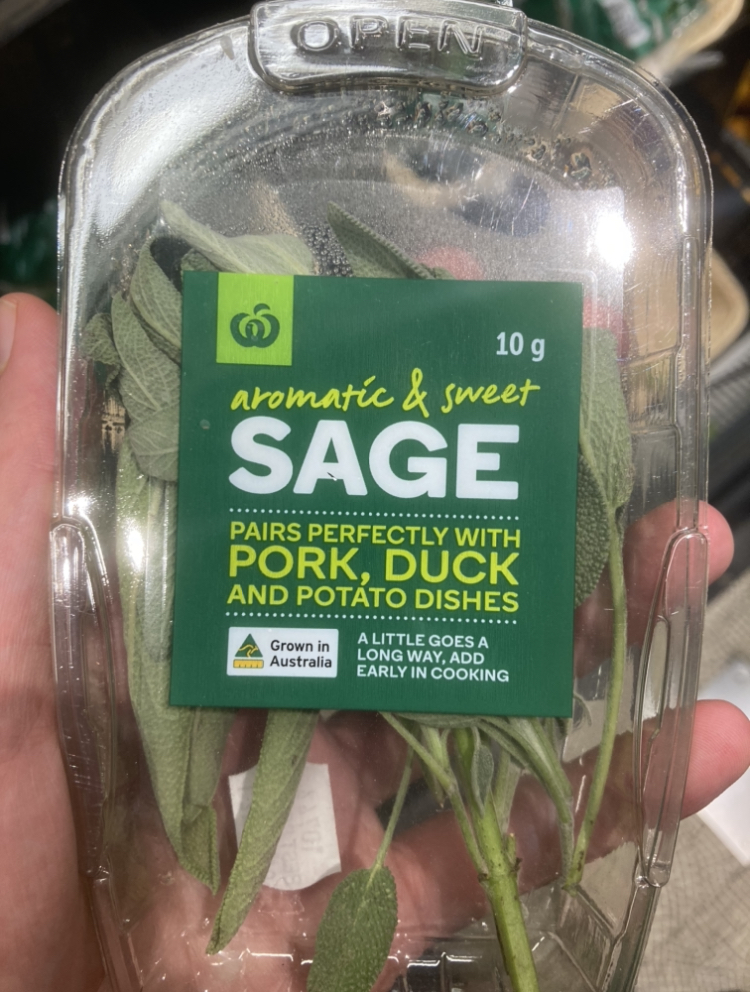 OPEN
10 g
aromatic & sweet
SAGE
PAIRS PERFECTLY WITH
PORK, DUCK
AND POTATO DISHES
Grown in
Australia
A LITTLE GOES A
LONG WAY, ADD
EARLY IN COOKING